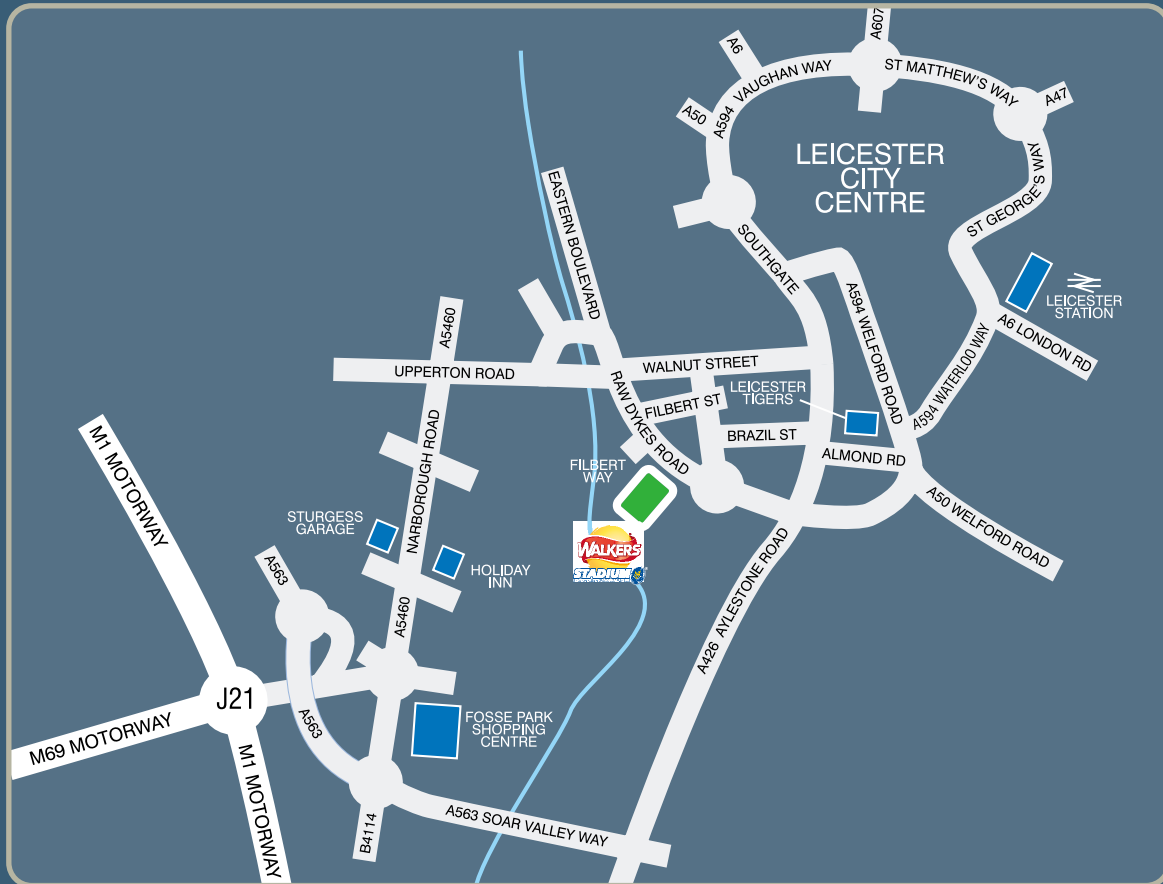 A607
A6
VAUGHAN WAY
ST MATTHEW'S WAY
A47
A50
A594
LEICESTER
CITY
CENTRE
ST GEORGE'S WAY
EASTERN BOULEVARD
SOUTHGATE
A594 WELFORD ROAD
LEICESTER
STATION
A6 LONDON RD
A594 WATERLOO WAY
A5460
UPPERTON ROAD
WALNUT STREET
LEICESTER
TIGERS
RAW DYKES ROAD
FILBERT ST
BRAZIL ST
ALMOND RD
A50 WELFORD ROAD
FILBERT
WAY
M1 MOTORWAY
NARBOROUGH ROAD
STURGESS
GARAGE
HOLIDAY
INN
WALKERS
STADIUM
A563
A5460
A426 AYLESTONE ROAD
J21
M69 MOTORWAY
A563
FOSSE PARK
SHOPPING
CENTRE
M1 MOTORWAY
B4114
A563 SOAR VALLEY WAY